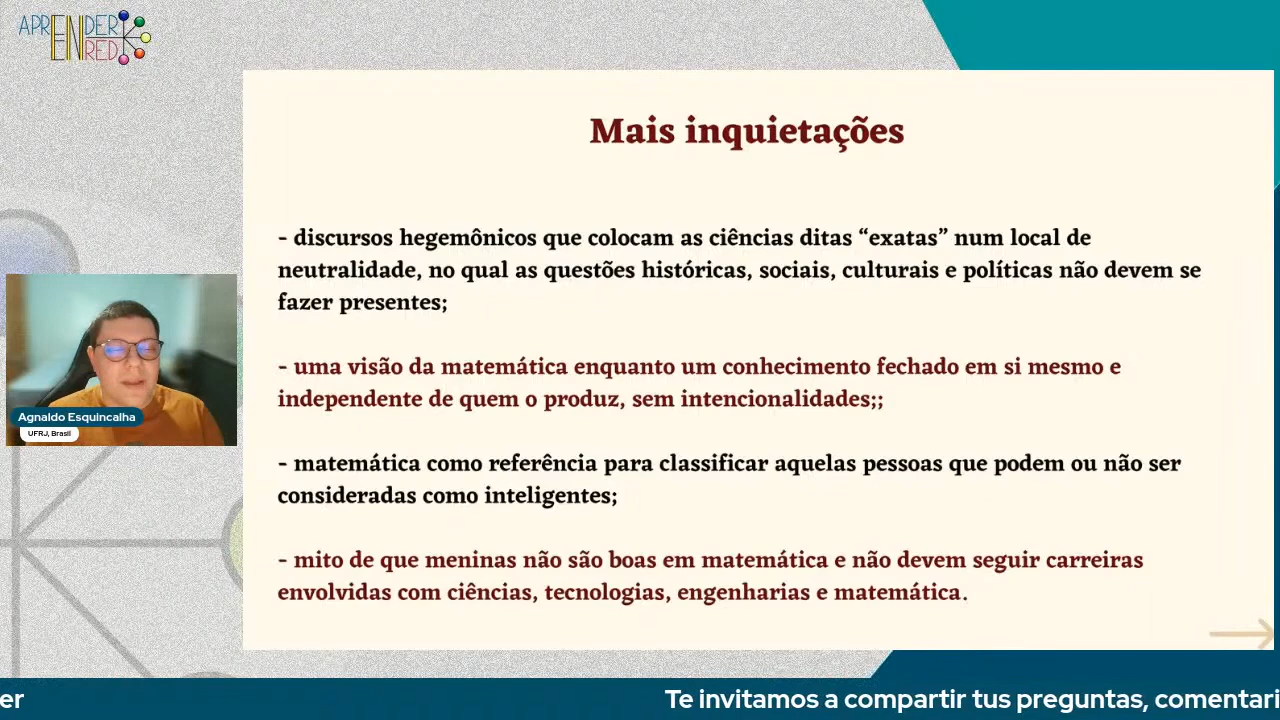 APRENDER
EN RED
Mais inquietações
- discursos hegemônicos que colocam as ciências ditas “exatas” num local de
neutralidade, no qual as questões históricas, sociais, culturais e políticas não devem se
fazer presentes;
- uma visão da matemática enquanto um conhecimento fechado em si mesmo e
independente de quem o produz, sem intencionalidades;;
- matemática como referência para classificar aquelas pessoas que podem ou não ser
consideradas como inteligentes;
- mito de que meninas não são boas em matemática e não devem seguir carreiras
envolvidas com ciências, tecnologias, engenharias e matemática.
Agnaldo Esquincalha
UFRJ, Brasil
er
Te invitamos a compartir tus preguntas, comentari